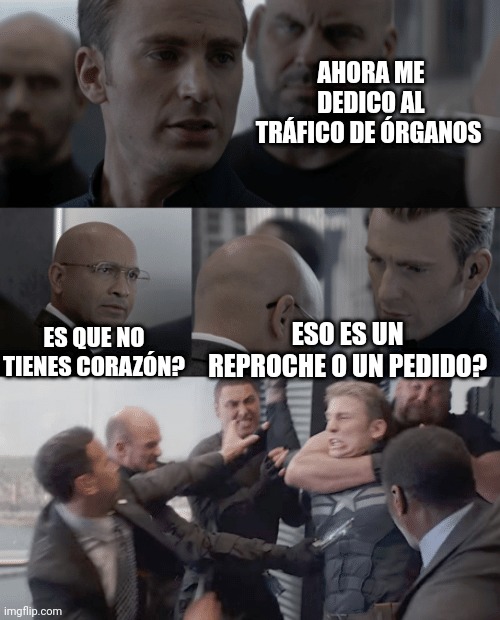 AHORA ME
DEDICO AL
TRÁFICO DE ÓRGANOS
ES QUE NO
TIENES CORAZÓN?
ESO ES UN
REPROCHE O UN PEDIDO?
imgflip.com